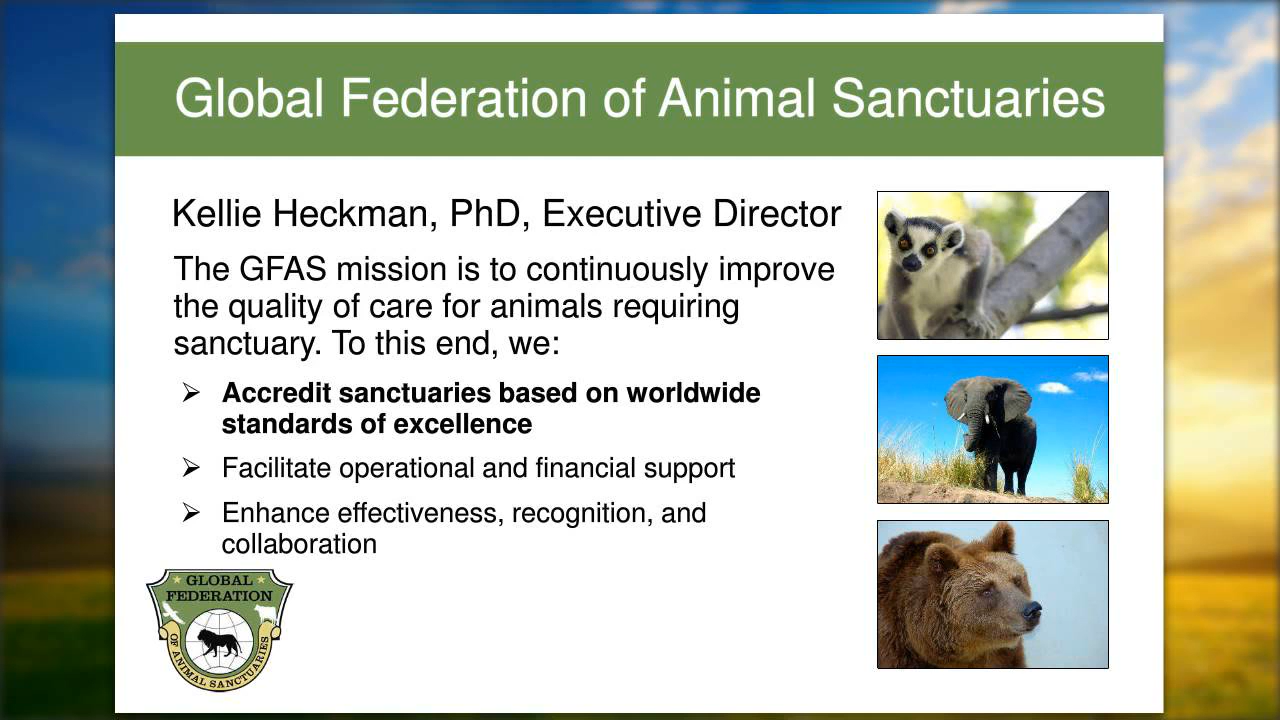 Global Federation of Animal Sanctuaries
Kellie Heckman, PhD, Executive Director
The GFAS mission is to continuously improve
the quality of care for animals requiring
sanctuary. To this end, we:
➢ Accredit sanctuaries based on worldwide
standards of excellence
➢ Facilitate operational and financial support
➢ Enhance effectiveness, recognition, and
collaboration
GLOBAL
FEDERATION
OF ANIMAL SANCTUARIES